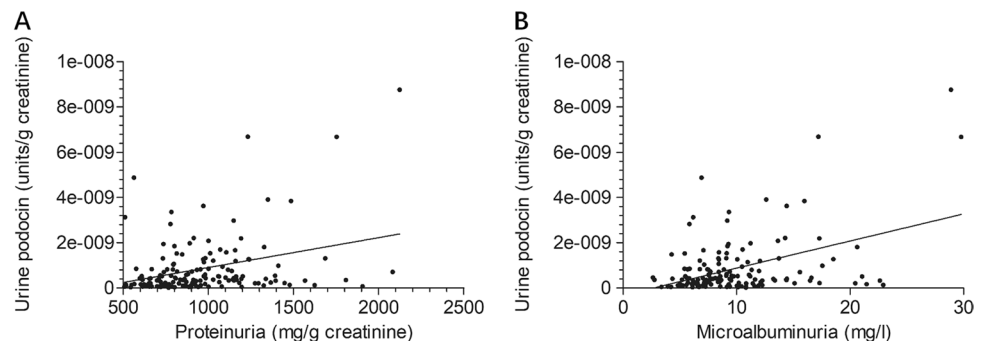 A
Urine podocin (units/g creatinine)
1e-008
8e-009
6e-009
4e-009
2e-009
0
500 1000 1500 2000 2500
Proteinuria (mg/g creatinine)
B
Urine podocin (units/g creatinine)
1e-008
8e-009
6e-009
4e-009
2e-009
0
0 10 20 30
Microalbuminuria (mg/l)